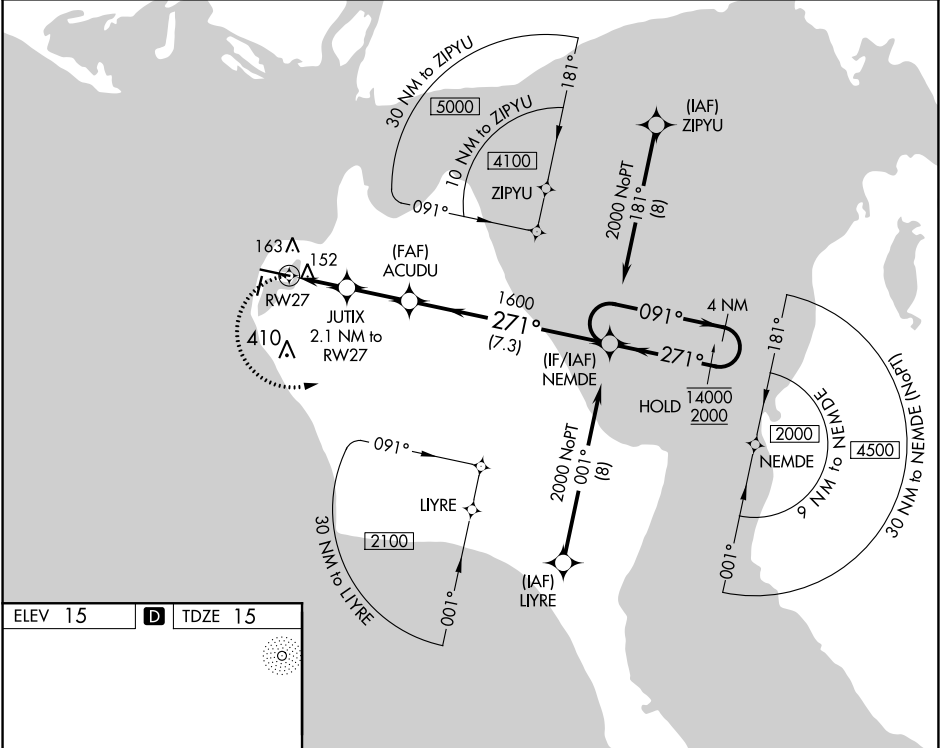 30 NM to ZIPYU
5000
181°
10 NM to ZIPYU
4100
ZIPYU
091°
(IAF)
ZIPYU
2000 NoPT
181°
(8)
163
152
RW27
(FAF)
ACUDU
JUTIX
2.1 NM to
RW27
410
1600
271°
(7.3)
4 NM
091°
271°
(IF/IAF)
NEMDE
HOLD
14000
2000
181°
2000
9 NM to NEMDE
4500
30 NM to NEMDE (NoPT)
NEMDE
001°
2000 NoPT
001°
(8)
091°
LIYRE
2100
30 NM to LIYRE
001°
(IAF)
LIYRE
ELEV 15
D
TDZE 15